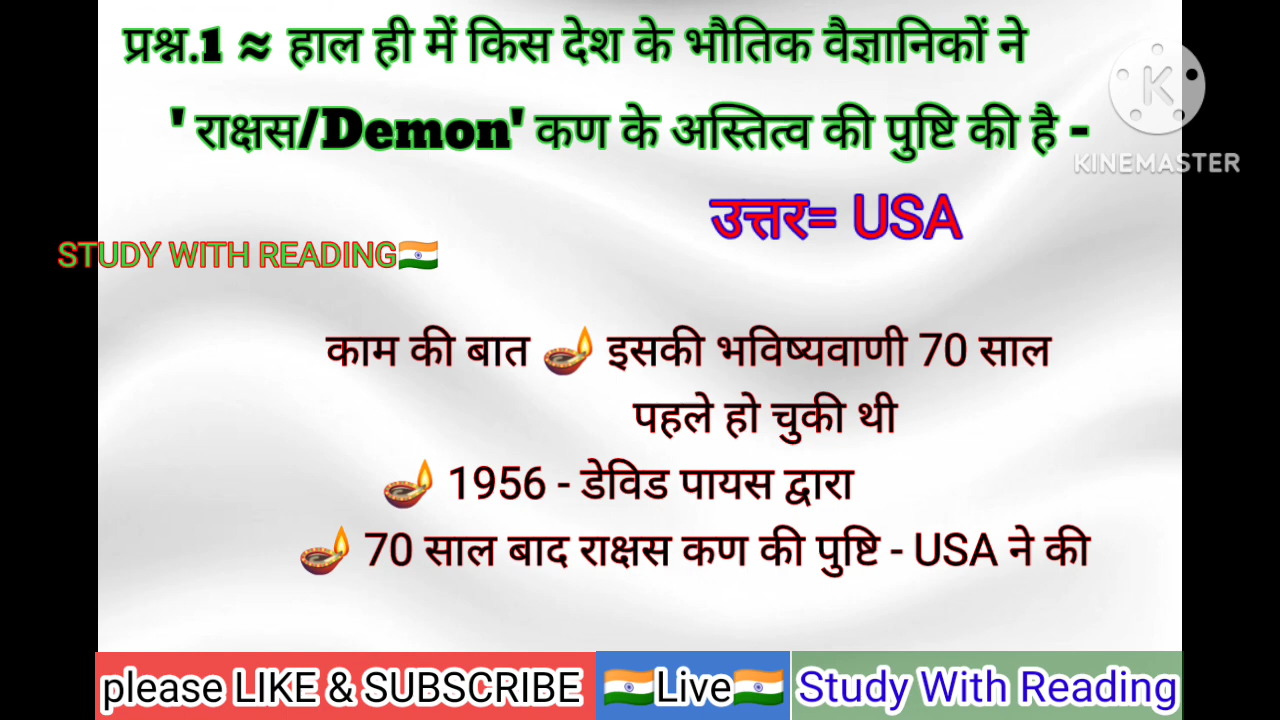 प्रश्न.1 ≈ हाल ही में किस देश के भौतिक वैज्ञानिकों ने
' राक्षस/Demon' कण के अस्तित्व की पुष्टि की है -
KINEMASTER
उत्तर= USA
STUDY WITH READING🇮🇳
काम की बात 🪔 इसकी भविष्यवाणी 70 साल
पहले हो चुकी थी
🪔 1956 - डेविड पायस द्वारा
🪔 70 साल बाद राक्षस कण की पुष्टि - USA ने की
please LIKE & SUBSCRIBE 🇮🇳Live🇮🇳 Study With Reading